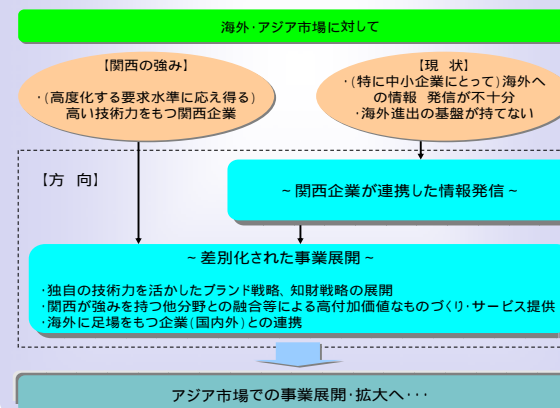 海外･アジア市場に対して
【関西の強み】
･(高度化する要求水準に応え得る)
高い技術力をもつ関西企業
【現 状】
･(特に中小企業にとって)海外へ
の情報 発信が不十分
･海外進出の基盤が持てない
【方 向】
~ 関西企業が連携した情報発信 ~
~ 差別化された事業展開 ~
･独自の技術力を活かしたブランド戦略、知財戦略の展開
･関西が強みを持つ他分野との融合等による高付加価値なものづくり･サービス提供
･海外に足場をもつ企業(国内外)との連携
アジア市場での事業展開･拡大へ･･･